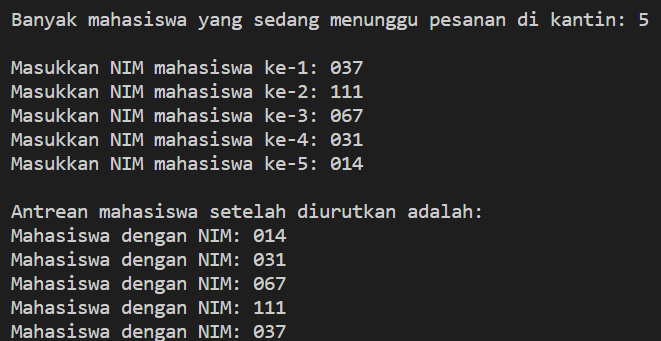 Banyak mahasiswa yang sedang menunggu pesanan di kantin: 5
Masukkan NIM mahasiswa ke-1: 037
Masukkan NIM mahasiswa ke-2: 111
Masukkan NIM mahasiswa ke-3: 067
Masukkan NIM mahasiswa ke-4: 031
Masukkan NIM mahasiswa ke-5: 014
Antrean mahasiswa setelah diurutkan adalah:
Mahasiswa dengan NIM: 014
Mahasiswa dengan NIM: 031
Mahasiswa dengan NIM: 067
Mahasiswa dengan NIM: 111
Mahasiswa dengan NIM: 037